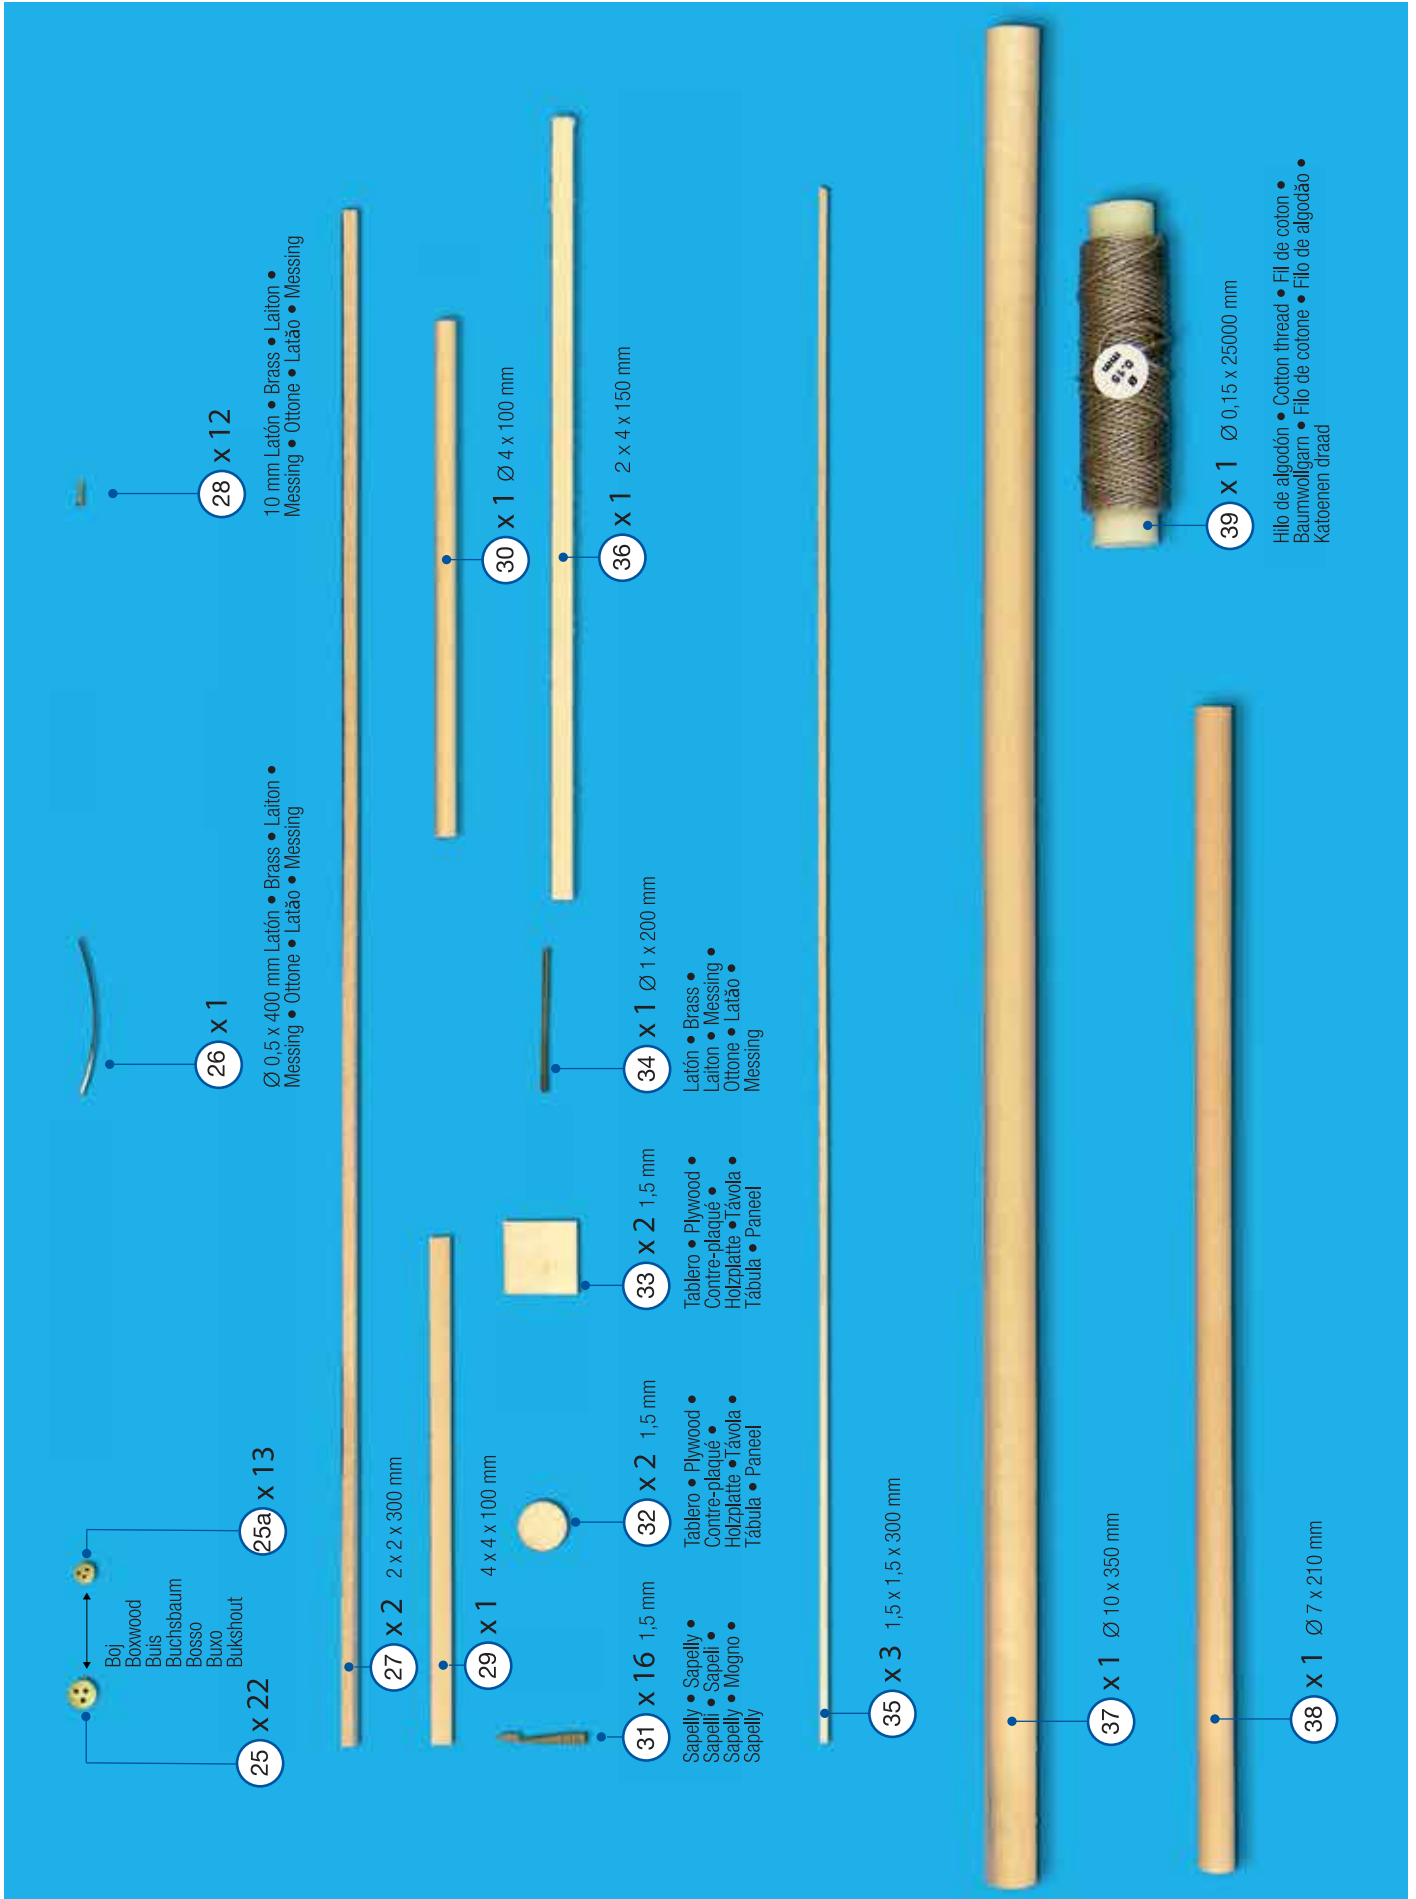 25 x 22
Boj
Boxwood
Buis
Buchsbaum
Bosso
Buxo
Bukshout
25a x 13
26 x 1
Ø 0,5 x 400 mm Latón • Brass • Laiton •
Messing • Ottone • Latão • Messing
28 x 12
10 mm Latón • Brass • Laiton •
Messing • Ottone • Latão • Messing
27 x 2 2 x 2 x 300 mm
29 x 1 4 x 4 x 100 mm
30 x 1 Ø 4 x 100 mm
31 x 16 1,5 mm
Sapelly • Sapelly •
Sapelli • Sapeli •
Sapelly • Mogno •
Sapelly
32 x 2 1,5 mm
Tablero • Plywood •
Contre-plaqué •
Holzplatte •Távola •
Tábula • Paneel
33 x 2 1,5 mm
Tablero • Plywood •
Contre-plaqué •
Holzplatte •Távola •
Tábula • Paneel
34 x 1 Ø 1 x 200 mm
Latón • Brass •
Laiton • Messing •
Ottone • Latão •
Messing
36 x 1 2 x 4 x 150 mm
35 x 3 1,5 x 1,5 x 300 mm
37 x 1 Ø 10 x 350 mm
Ø
0.15
mm
39 x 1 Ø 0,15 x 25000 mm
Hilo de algodón • Cotton thread • Fil de coton •
Baumwollgarn • Filo de cotone • Filo de algodão •
Katoenen draad
38 x 1 Ø 7 x 210 mm